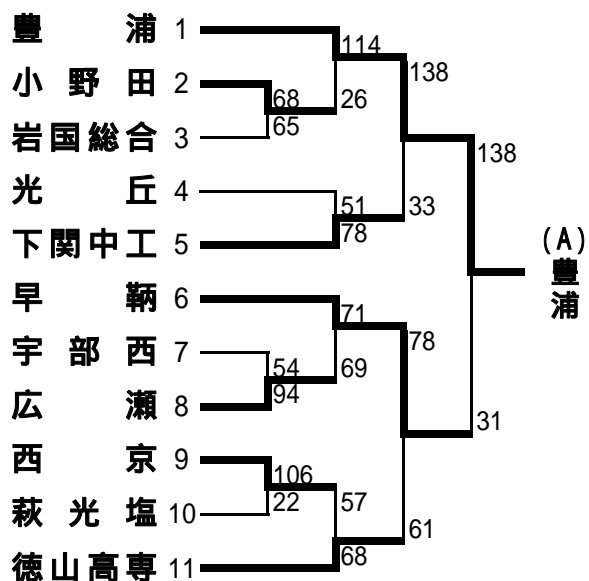 豊浦 1
小野田 2
岩国総合 3
光丘 4
下関中工 5
早鞆 6
宇部西 7
広瀬 8
西京 9
萩光塩 10
徳山高専 11
68
65
54
94
106
22
114
26
51
78
71
69
57
68
138
33
78
61
138
31
(A)
豊浦